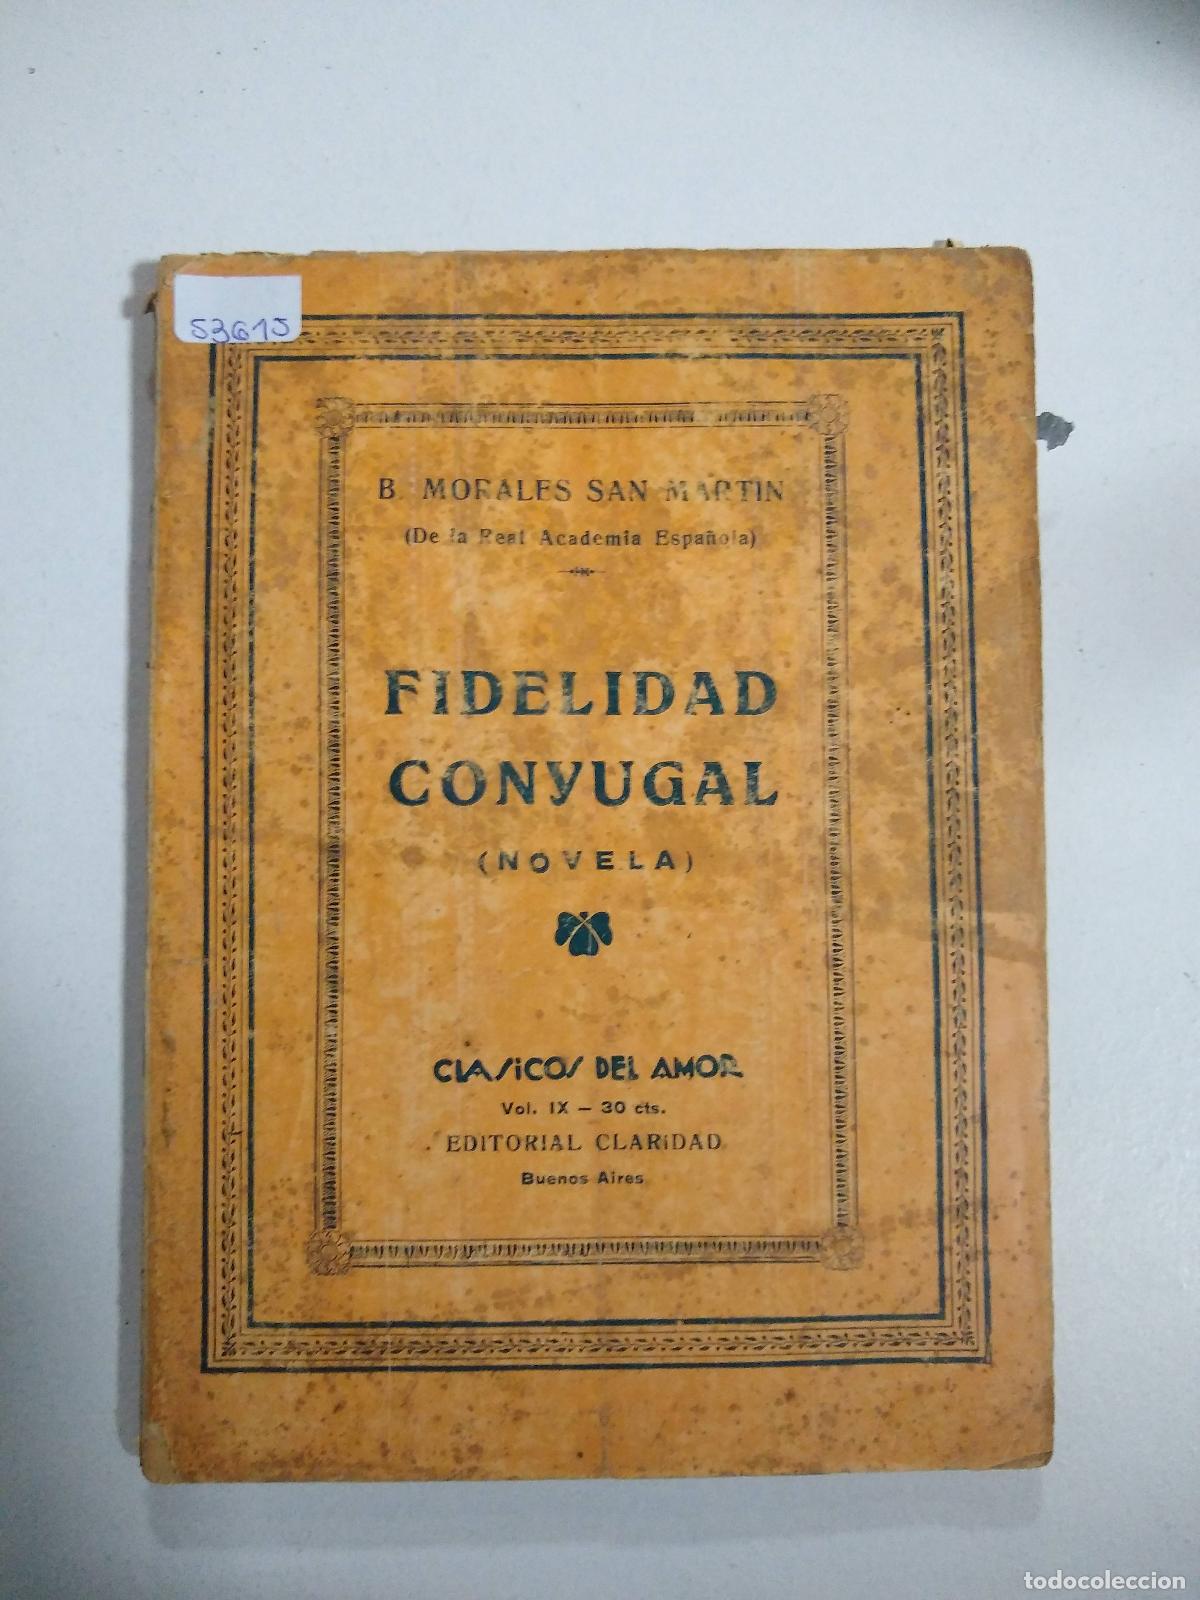 53615
B. MORALES SAN MARTIN
(De la Real Academia Española)
FIDELIDAD
CONYUGAL
(NOVELA)
CLASICOS DEL AMOR
Vol. IX — 30 cts.
EDITORIAL CLARIDAD
Buenos Aires
todocoleccion